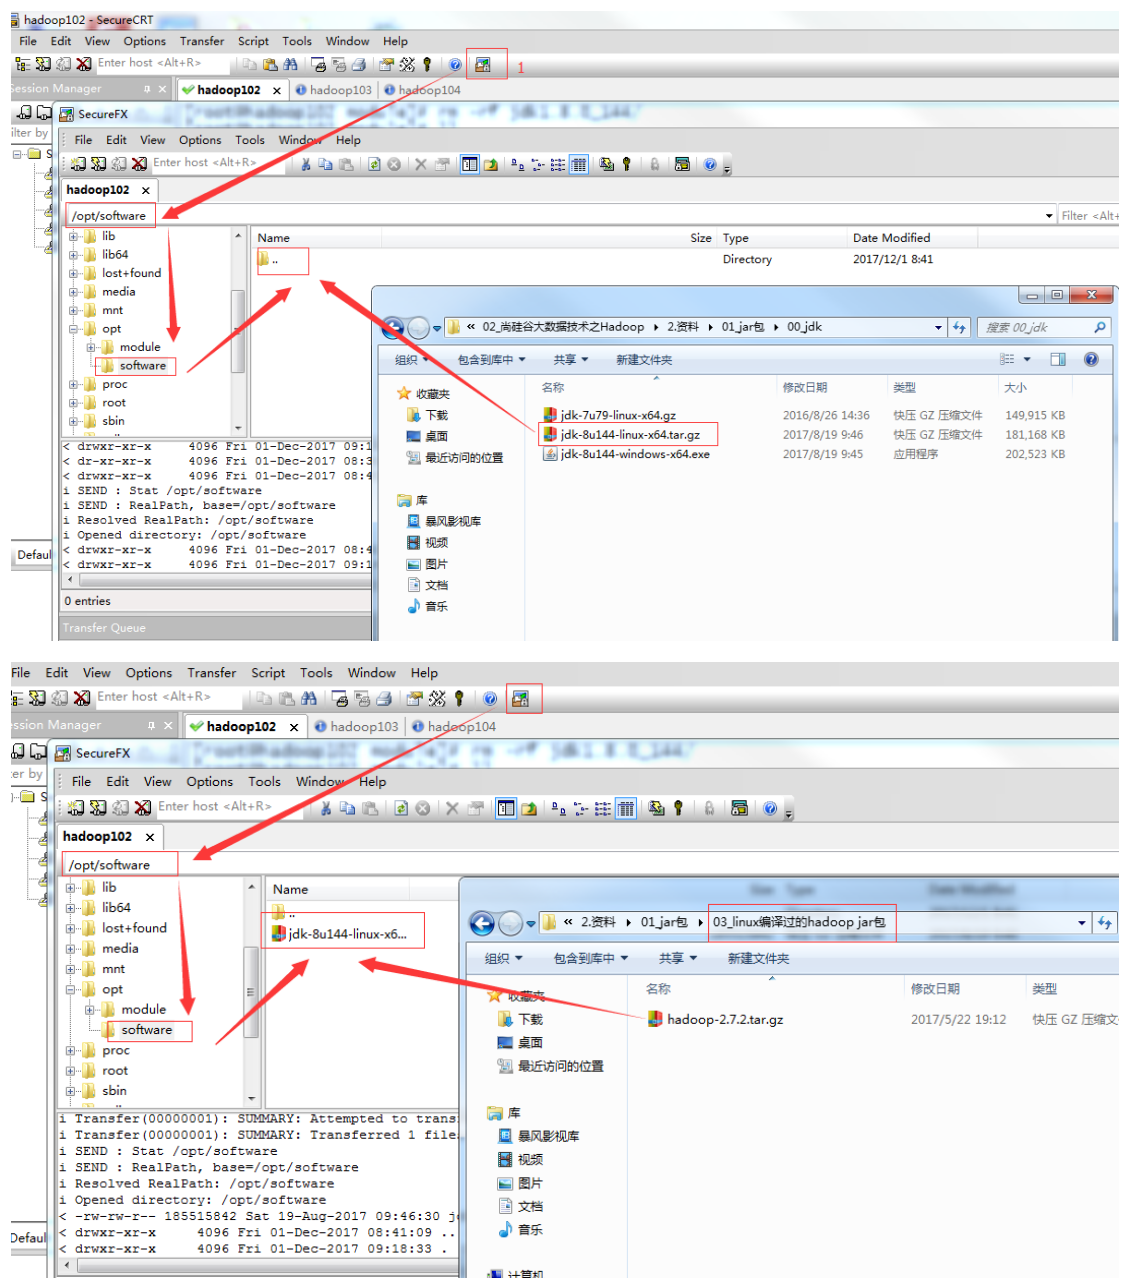 hadoop102 - SecureCRT
File Edit View Options Transfer Script Tools Window Help
Enter host <Alt+R>
1
Session Manager
hadoop102 x hadoop103 hadoop104
SecureFX
ilter by
File Edit View Options Tools Window Help
Enter host <Alt+R>
hadoop102 x
/opt/software
Filter <Alt+
lib
lib64
lost+found
media
mnt
opt
module
software
proc
root
sbin
Name Size Type Date Modified
.. Directory 2017/12/1 8:41
« 02_尚硅谷大数据技术之Hadoop 2.资料 01_jar包 00_jdk
搜索 00_jdk
组织 包含到库中 共享 新建文件夹
收藏夹
下载
桌面
最近访问的位置
库
暴风影视库
视频
图片
文档
音乐
名称 修改日期 类型 大小
jdk-7u79-linux-x64.gz 2016/8/26 14:36 快压 GZ 压缩文件 149,915 KB
jdk-8u144-linux-x64.tar.gz 2017/8/19 9:46 快压 GZ 压缩文件 181,168 KB
jdk-8u144-windows-x64.exe 2017/8/19 9:45 应用程序 202,523 KB
< drwxr-xr-x 4096 Fri 01-Dec-2017 09:1
< dr-xr-xr-x 4096 Fri 01-Dec-2017 08:3
< drwxr-xr-x 4096 Fri 01-Dec-2017 08:4
i SEND : Stat /opt/software
i SEND : RealPath, base=/opt/software
i Resolved RealPath: /opt/software
i Opened directory: /opt/software
< drwxr-xr-x 4096 Fri 01-Dec-2017 08:4
< drwxr-xr-x 4096 Fri 01-Dec-2017 09:1
Defaul
0 entries
Transfer Queue
File Edit View Options Transfer Script Tools Window Help
Enter host <Alt+R>
ession Manager
hadoop102 x hadoop103 hadoop104
SecureFX
ter by
File Edit View Options Tools Window Help
Enter host <Alt+R>
hadoop102 x
/opt/software
lib
lib64
lost+found
media
mnt
opt
module
software
proc
root
sbin
Name
..
jdk-8u144-linux-x6...
« 2.资料 01_jar包 03_linux编译过的hadoop jar包
组织 包含到库中 共享 新建文件夹
收藏夹
下载
桌面
最近访问的位置
库
暴风影视库
视频
图片
文档
音乐
计算机
名称 修改日期 类型
hadoop-2.7.2.tar.gz 2017/5/22 19:12 快压 GZ 压缩文
i Transfer(00000001): SUMMARY: Attempted to trans
i Transfer(00000001): SUMMARY: Transferred 1 file
i SEND : Stat /opt/software
i SEND : RealPath, base=/opt/software
i Resolved RealPath: /opt/software
i Opened directory: /opt/software
< -rw-rw-r-- 185515842 Sat 19-Aug-2017 09:46:30 j
< drwxr-xr-x 4096 Fri 01-Dec-2017 08:41:09 ..
< drwxr-xr-x 4096 Fri 01-Dec-2017 09:18:33 .
Defaul